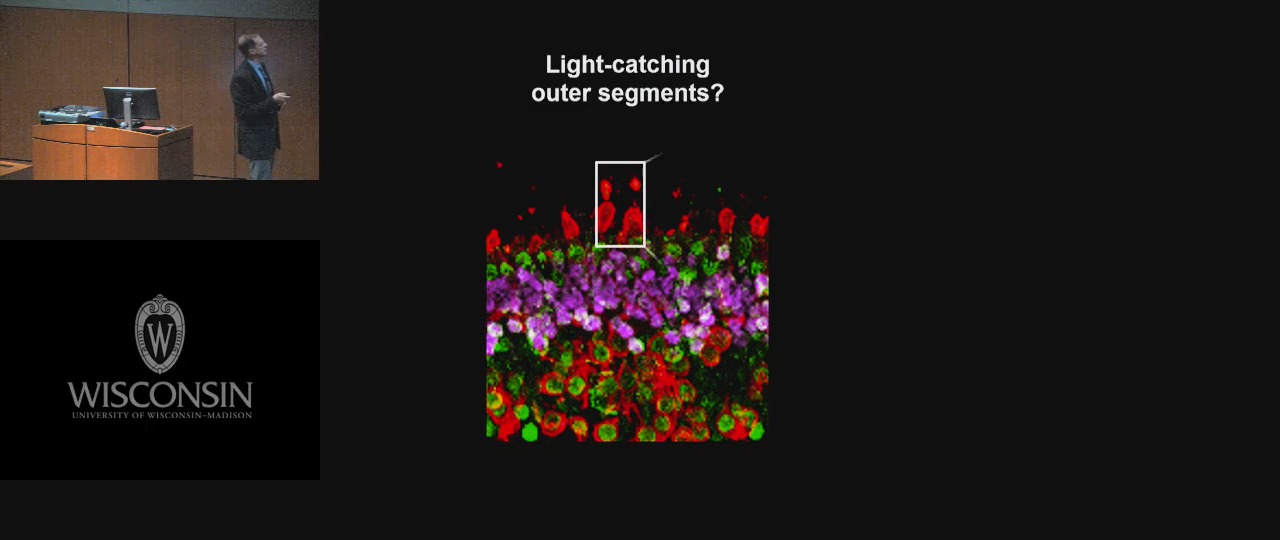 Light-catching
outer segments?
W
WISCONSIN
UNIVERSITY OF WISCONSIN–MADISON